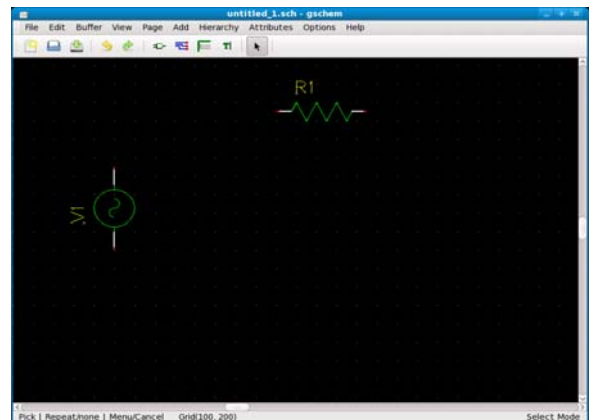 untitled_1.sch - gschem
File Edit Buffer View Page Add Hierarchy Attributes Options Help
R1
V1
Pick | Repeat/none | Menu/Cancel Grid(100, 200) Select Mode